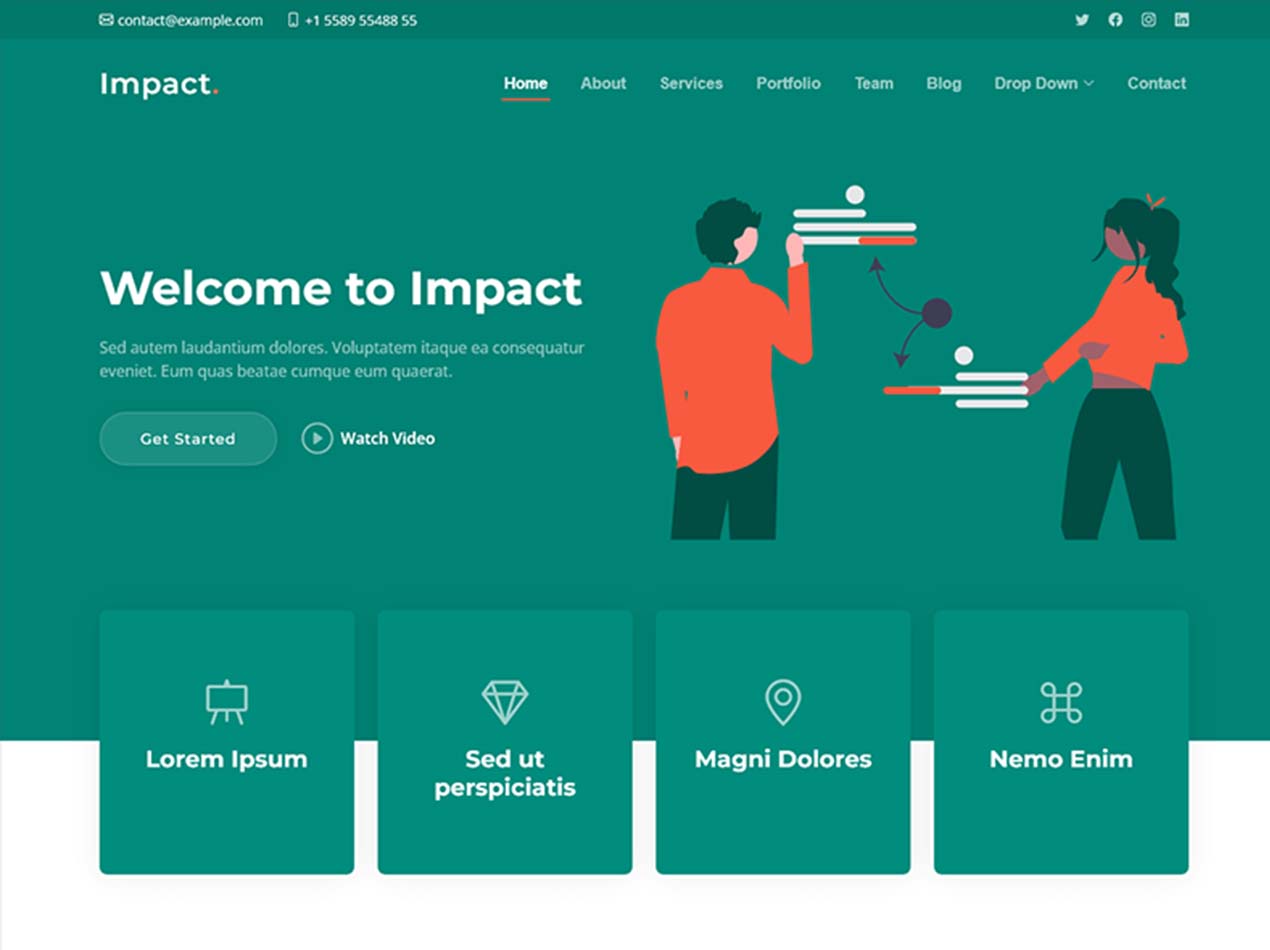 contact@example.com +1 5589 55488 55
Impact.
Home About Services Portfolio Team Blog Drop Down Contact
Welcome to Impact
Sed autem laudantium dolores. Voluptatem itaque ea consequatur
eveniet. Eum quas beatae cumque eum quaerat.
Get Started Watch Video
Lorem Ipsum
Sed ut
perspiciatis
Magni Dolores
Nemo Enim